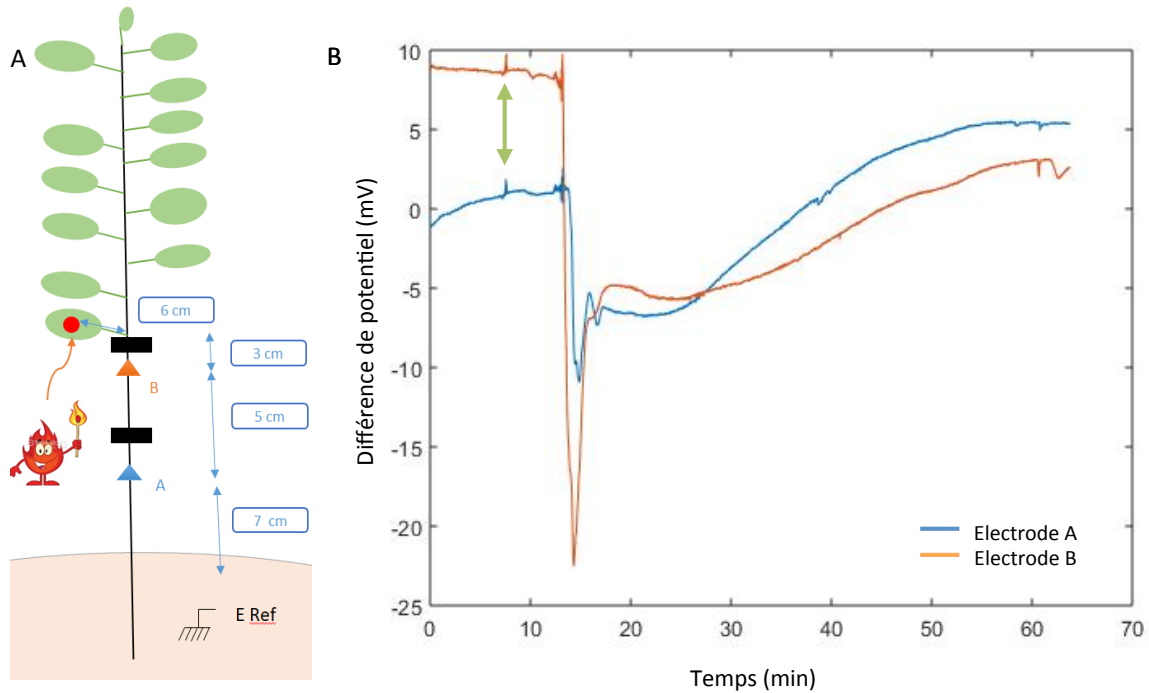 A
6 cm
3 cm
B
5 cm
A
7 cm
E Ref
B
Différence de potentiel (mV)
10
5
0
-5
-10
-15
-20
-25
0
10
20
30
40
50
60
70
Temps (min)
Electrode A
Electrode B